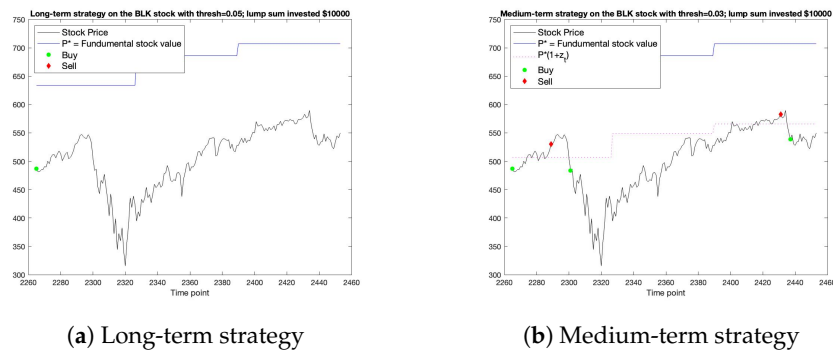 Long-term strategy on the BLK stock with thresh=0.05; lump sum invested $10000
750
700
650
600
550
500
450
400
350
300
Stock Price
P* = Fundumental stock value
Buy
Sell
2260 2280 2300 2320 2340 2360 2380 2400 2420 2440 2460
Time point
(a) Long-term strategy
Medium-term strategy on the BLK stock with thresh=0.03; lump sum invested $10000
750
700
650
600
550
500
450
400
350
300
Stock Price
P* = Fundumental stock value
P*(1+z_t)
Buy
Sell
2260 2280 2300 2320 2340 2360 2380 2400 2420 2440 2460
Time point
(b) Medium-term strategy